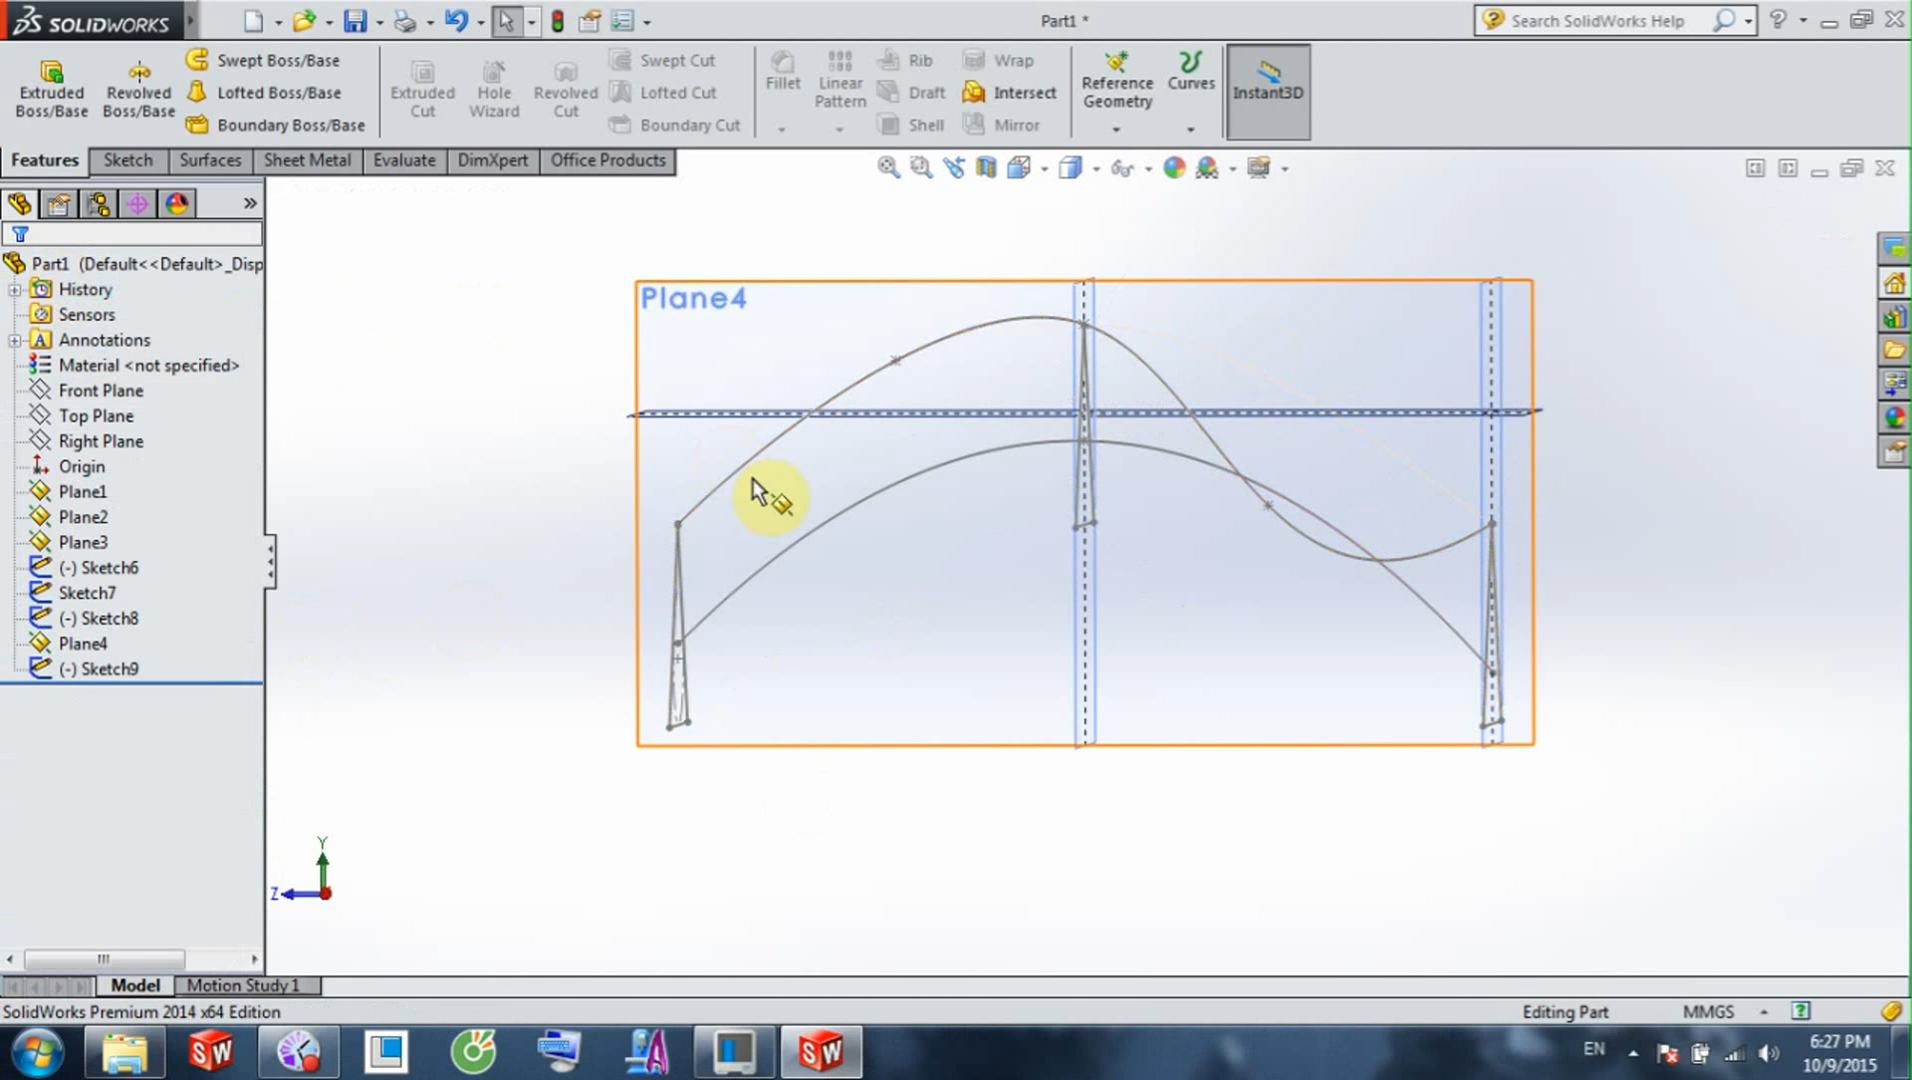 SOLIDWORKS
Part1 *
Search SolidWorks Help
Extruded Boss/Base
Revolved Boss/Base
Swept Boss/Base
Lofted Boss/Base
Boundary Boss/Base
Extruded Cut
Hole Wizard
Revolved Cut
Swept Cut
Lofted Cut
Boundary Cut
Fillet
Linear Pattern
Rib
Draft
Shell
Wrap
Intersect
Mirror
Reference Geometry
Curves
Instant3D
Features
Sketch
Surfaces
Sheet Metal
Evaluate
DimXpert
Office Products
Part1 (Default<<Default>_Disp
History
Sensors
Annotations
Material <not specified>
Front Plane
Top Plane
Right Plane
Origin
Plane1
Plane2
Plane3
(-) Sketch6
Sketch7
(-) Sketch8
Plane4
(-) Sketch9
Plane4
Y
Z
Model
Motion Study 1
SolidWorks Premium 2014 x64 Edition
Editing Part
MMGS
EN
6:27 PM
10/9/2015